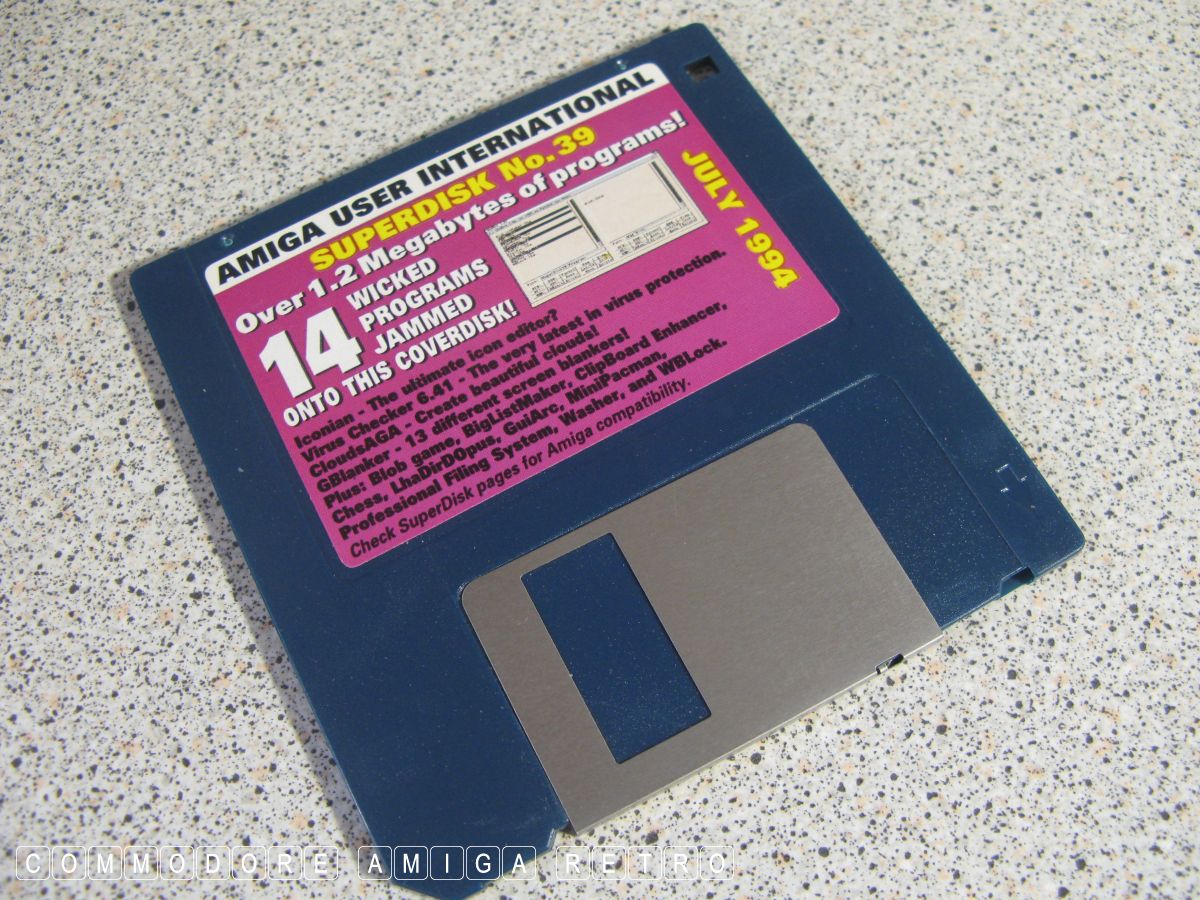 AMIGA USER INTERNATIONAL
SUPERDISK No. 39
Over 1.2 Megabytes of programs!
JULY 1994
14 WICKED
PROGRAMS
JAMMED
ONTO THIS COVERDISK!
Iconian - The ultimate icon editor?
Virus Checker 6.41 - The very latest in virus protection.
CloudsAGA - Create beautiful clouds!
GBlanker - 13 different screen blankers!
Plus: Blob game, BigListMaker, ClipBoard Enhancer,
Chess, LhaDirDOpus, GuiArc, MiniPacman,
Professional Filing System, Washer, and WBLock.
Check SuperDisk pages for Amiga compatibility.
COMMODORE AMIGA RETRO